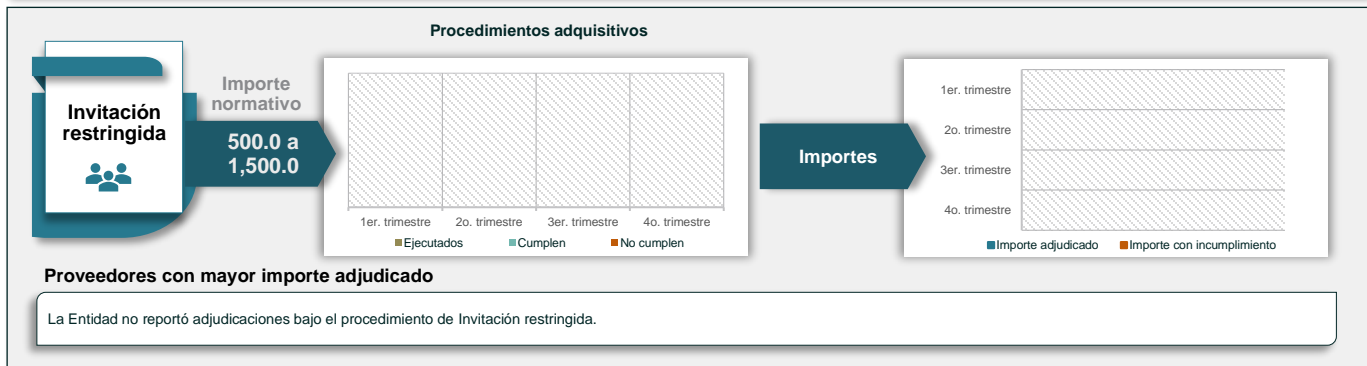 Procedimientos adquisitivos
Invitación
restringida
Importe
normativo
500.0 a
1,500.0
1er. trimestre
2o. trimestre
3er. trimestre
4o. trimestre
Ejecutados
Cumplen
No cumplen
Importes
1er. trimestre
2o. trimestre
3er. trimestre
4o. trimestre
Importe adjudicado
Importe con incumplimiento
Proveedores con mayor importe adjudicado
La Entidad no reportó adjudicaciones bajo el procedimiento de Invitación restringida.